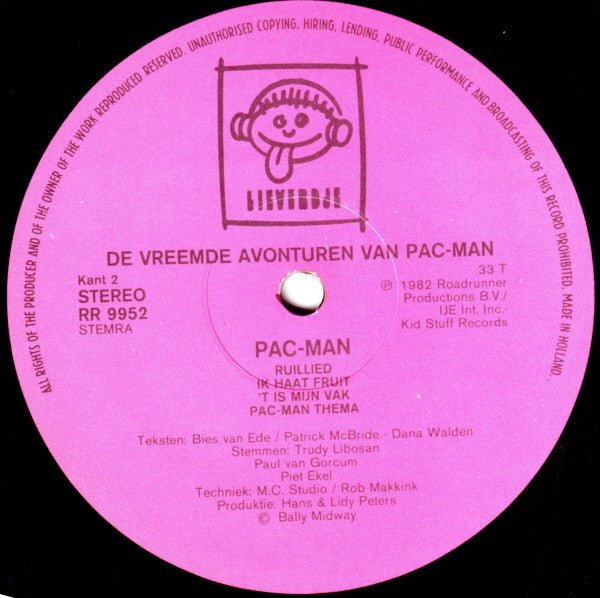 ALL RIGHTS OF THE PRODUCER AND OF THE OWNER OF THE WORK REPRODUCED RESERVED. UNAUTHORISED COPYING, HIRING, LENDING, PUBLIC PERFORMANCE AND BROADCASTING OF THIS RECORD PROHIBITED. MADE IN HOLLAND.
LIEVERDJE
DE VREEMDE AVONTUREN VAN PAC-MAN
Kant 2
STEREO
RR 9952
STEMRA
33 T
℗ 1982 Roadrunner
Productions B.V./
IJE Int. Inc.-
Kid Stuff Records
PAC-MAN
RUILLIED
IK HAAT FRUIT
'T IS MIJN VAK
PAC-MAN THEMA
Teksten: Bies van Ede / Patrick McBride - Dana Walden
Stemmen: Trudy Libosan
Paul van Gorcum
Piet Ekel
Techniek: M.C. Studio / Rob Makkink
Produktie: Hans & Lidy Peters
© Bally Midway